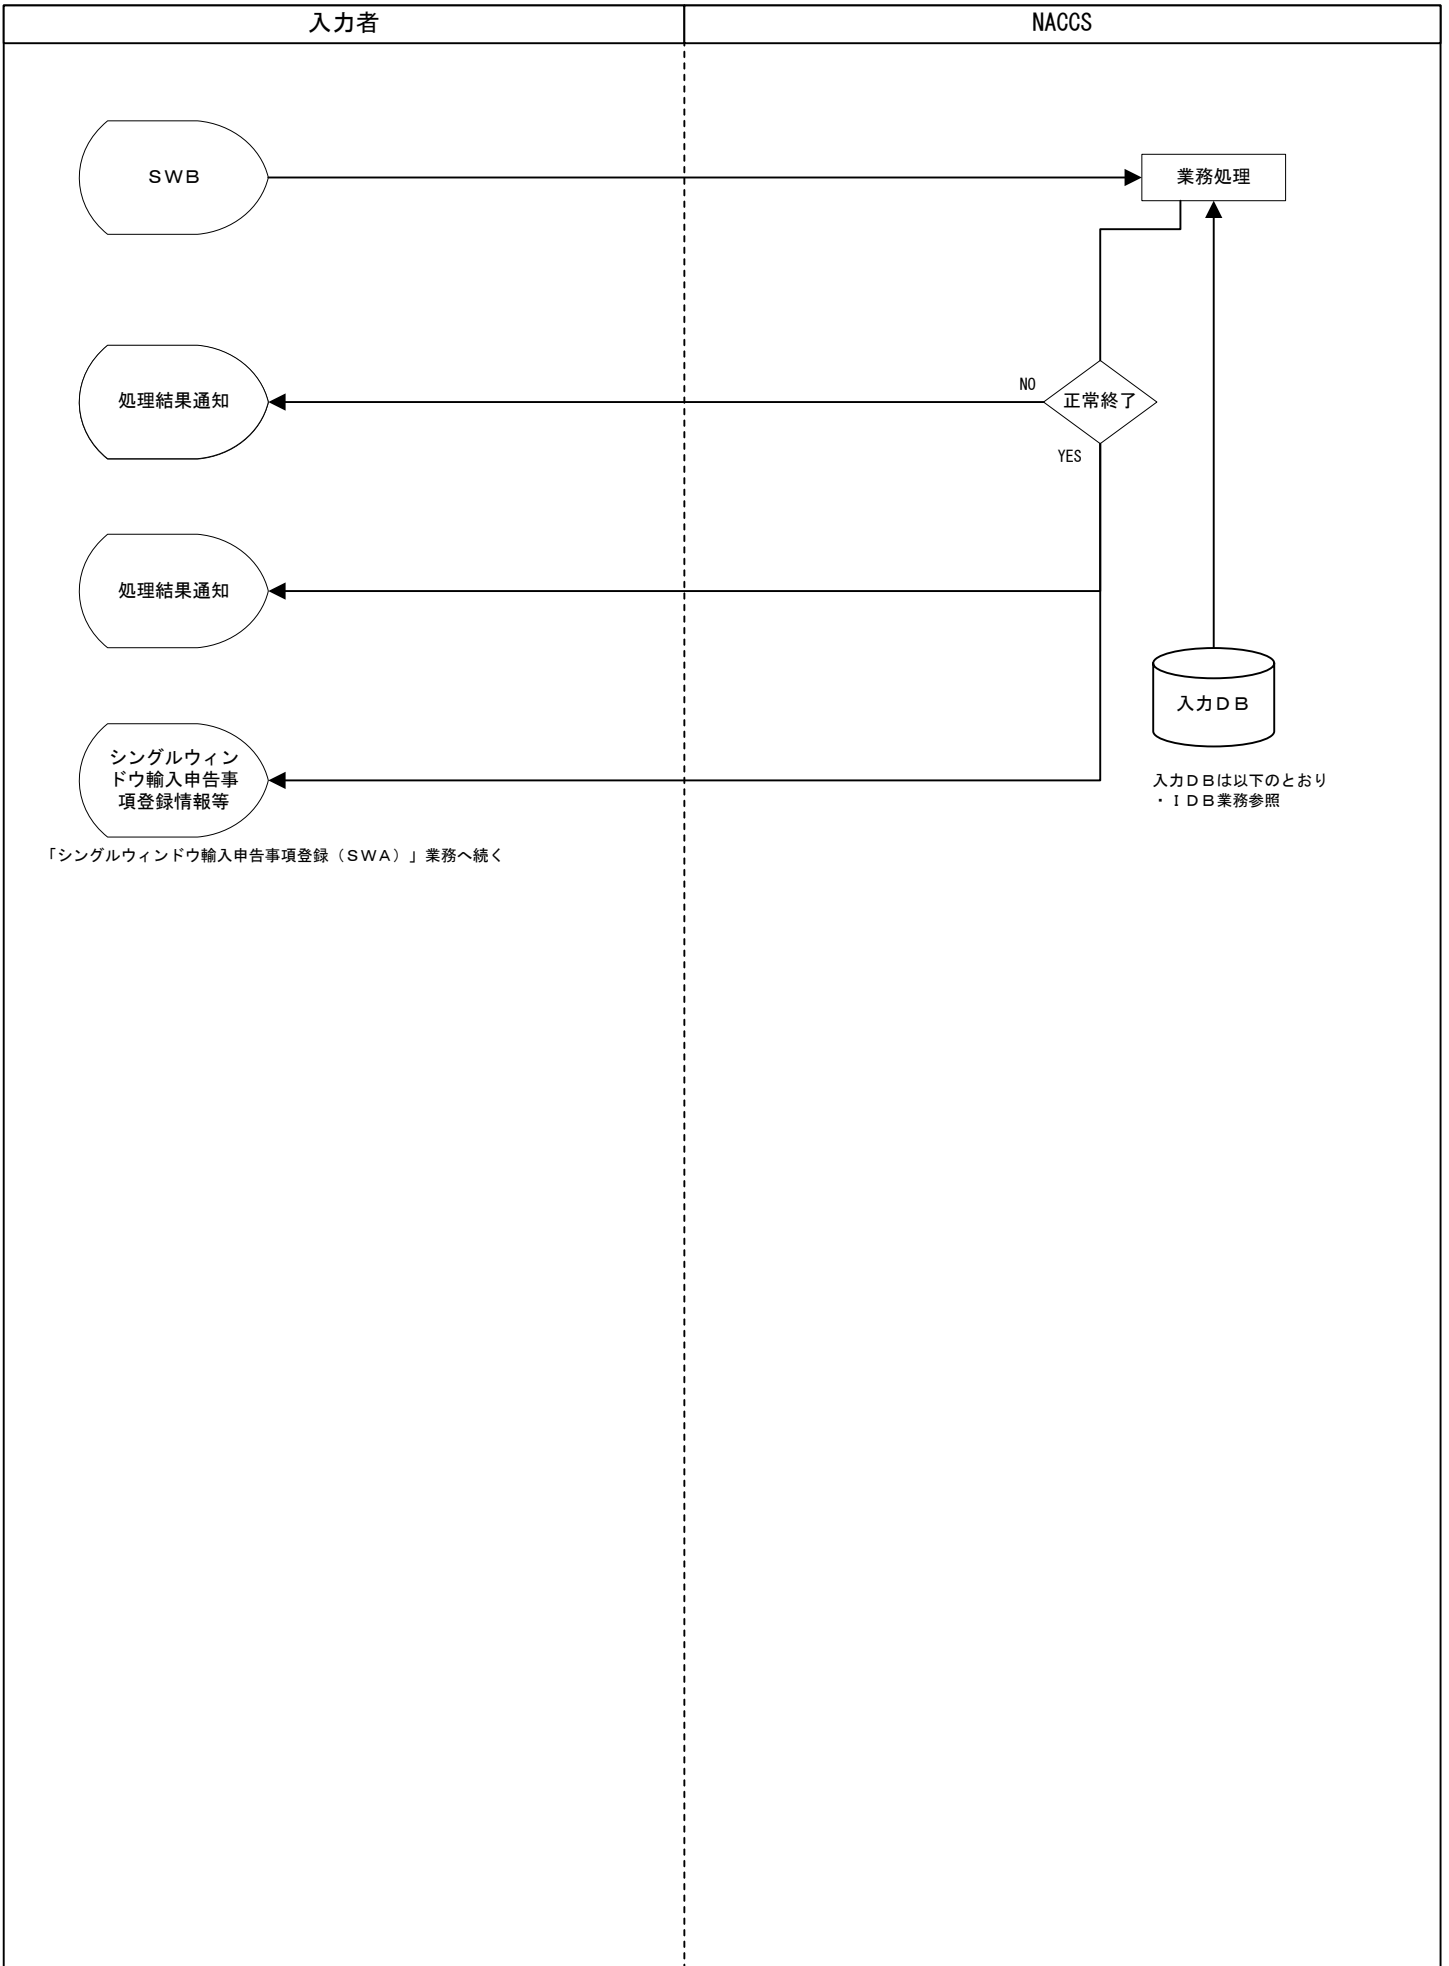 入力者
NACCS
ＳＷＢ
業務処理
処理結果通知
NO
正常終了
YES
処理結果通知
入力ＤＢ
シングルウィン
ドウ輸入申告事
項登録情報等
入力ＤＢは以下のとおり
・ＩＤＢ業務参照
「シングルウィンドウ輸入申告事項登録（ＳＷＡ）」業務へ続く